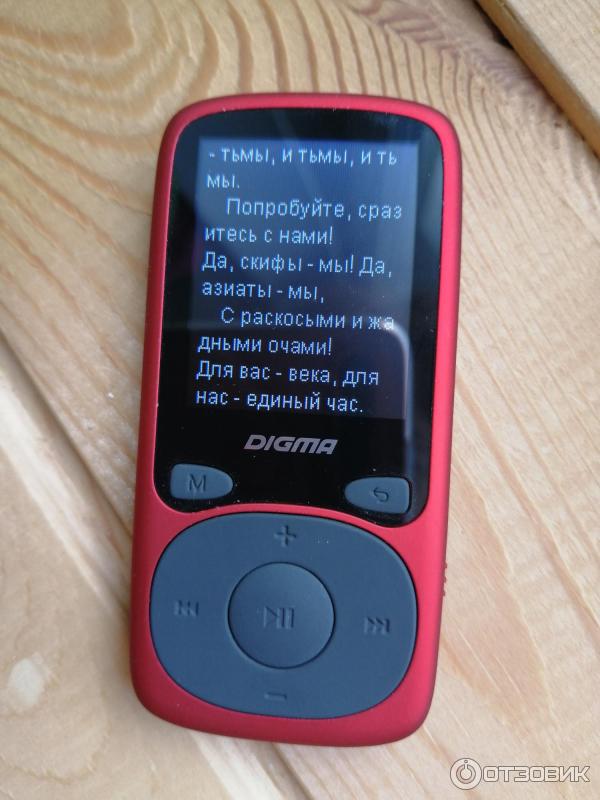 - тьмы, и тьмы, и ть
мы.
Попробуйте, сраз
итесь с нами!
Да, скифы - мы! Да,
азиаты - мы,
С раскосыми и жа
дными очами!
Для вас - века, для
нас - единый час.
DIGMA
M
ОТЗОВИК